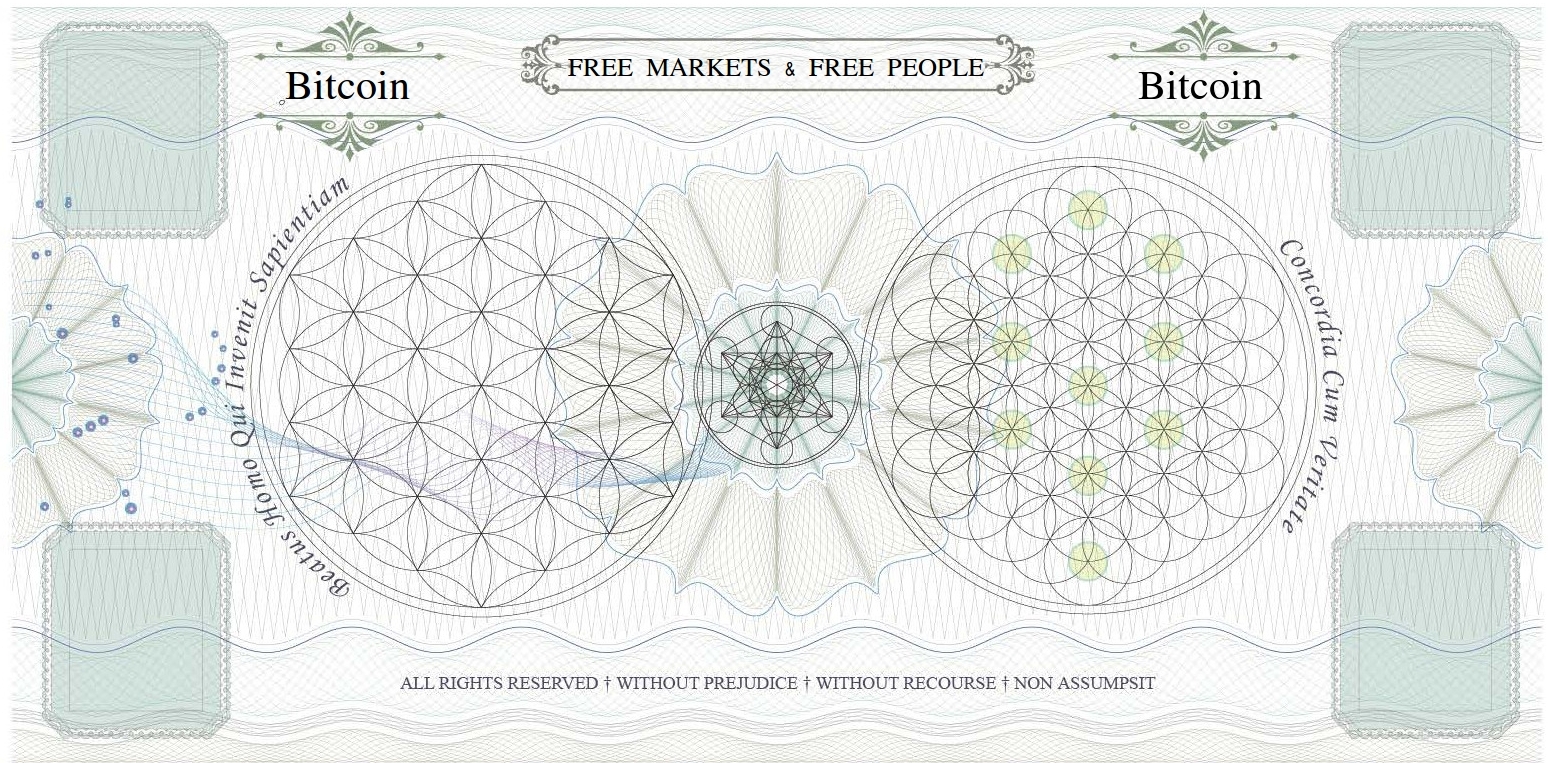 Bitcoin
FREE MARKETS & FREE PEOPLE
Bitcoin
Beatus Homo Qui Invenit Sapientiam
Concordia Cum Veritate
ALL RIGHTS RESERVED † WITHOUT PREJUDICE † WITHOUT RECOURSE † NON ASSUMPSIT